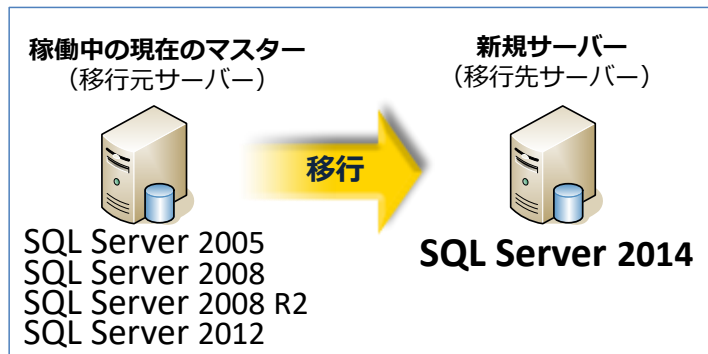 稼働中の現在のマスター
（移行元サーバー）
SQL Server 2005
SQL Server 2008
SQL Server 2008 R2
SQL Server 2012
移行
新規サーバー
（移行先サーバー）
SQL Server 2014